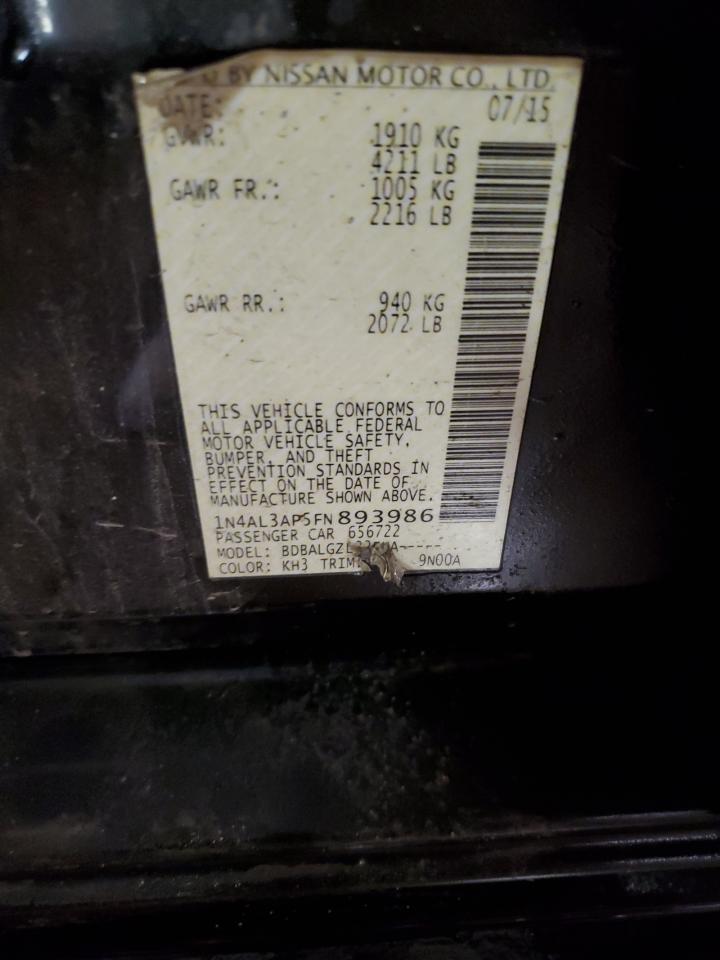 BY NISSAN MOTOR CO., LTD.
DATE: 07/15
GVWR: 1910 KG
4211 LB
GAWR FR.: 1005 KG
2216 LB
GAWR RR.: 940 KG
2072 LB
THIS VEHICLE CONFORMS TO
ALL APPLICABLE FEDERAL
MOTOR VEHICLE SAFETY,
BUMPER, AND THEFT
PREVENTION STANDARDS IN
EFFECT ON THE DATE OF
MANUFACTURE SHOWN ABOVE.
1N4AL3AP5FN893986
PASSENGER CAR 656722
MODEL:
COLOR: KH3 TRIM: 9N00A